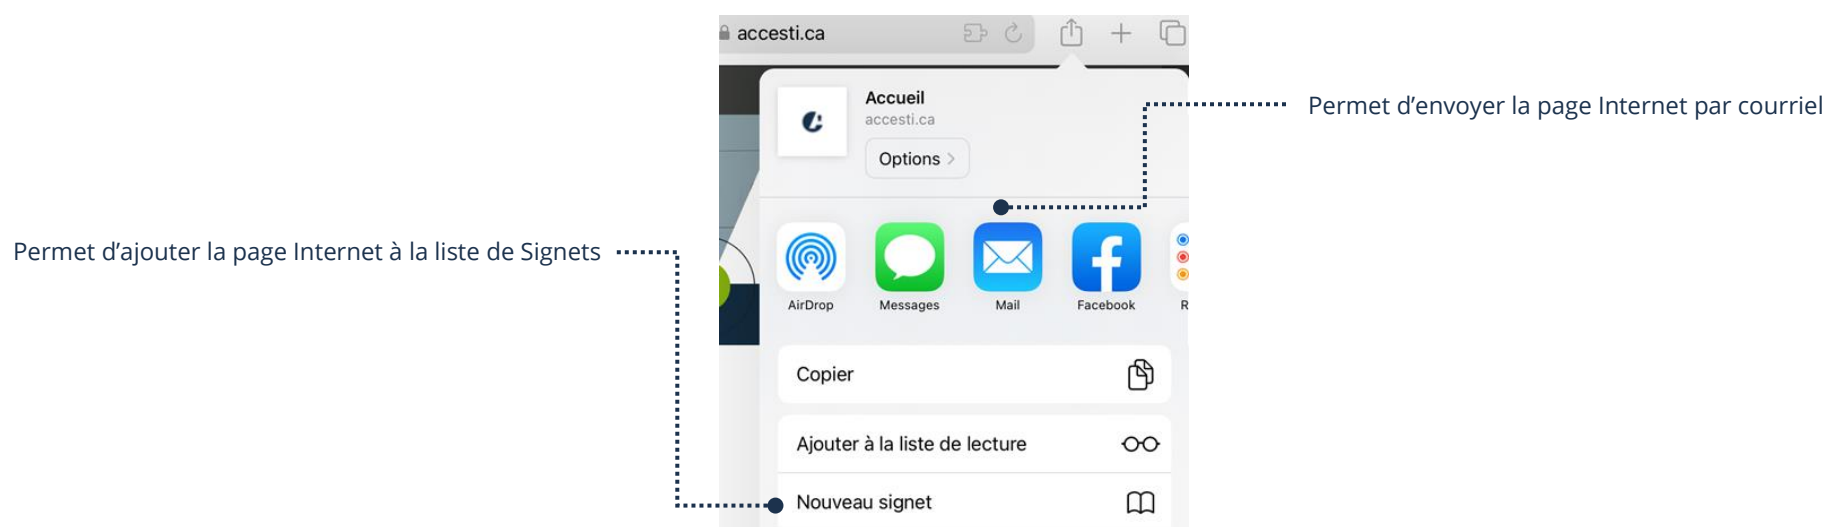 accesti.ca
Accueil
accesti.ca
Options
Permet d’envoyer la page Internet par courriel
Permet d’ajouter la page Internet à la liste de Signets
AirDrop
Messages
Mail
Facebook
R
Copier
Ajouter à la liste de lecture
Nouveau signet